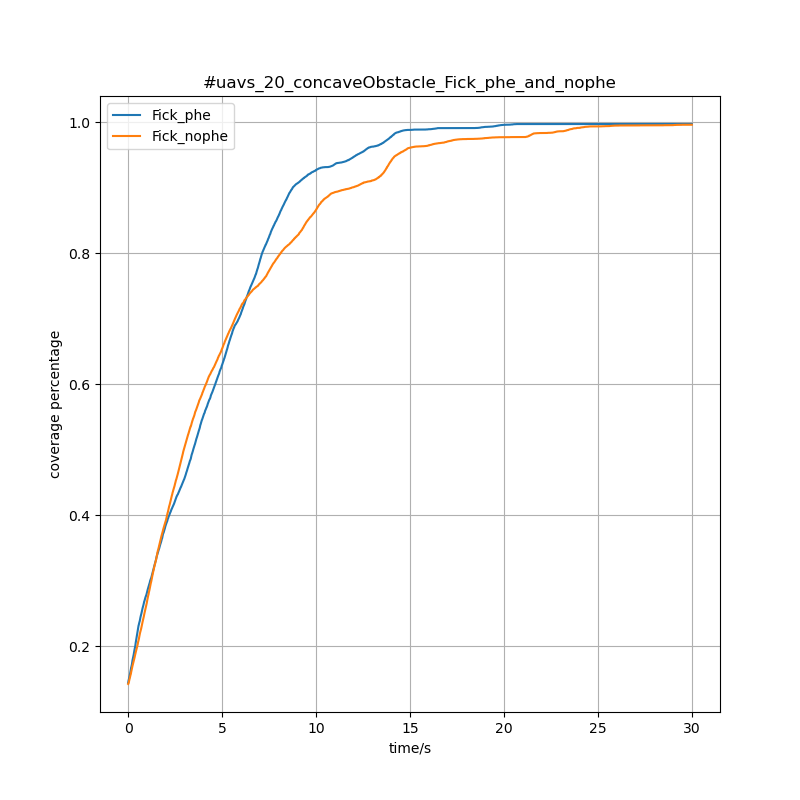 #uavs_20_concaveObstacle_Fick_phe_and_nophe
Fick_phe
Fick_nophe
1.0
0.8
0.6
0.4
0.2
coverage percentage
0 5 10 15 20 25 30
time/s